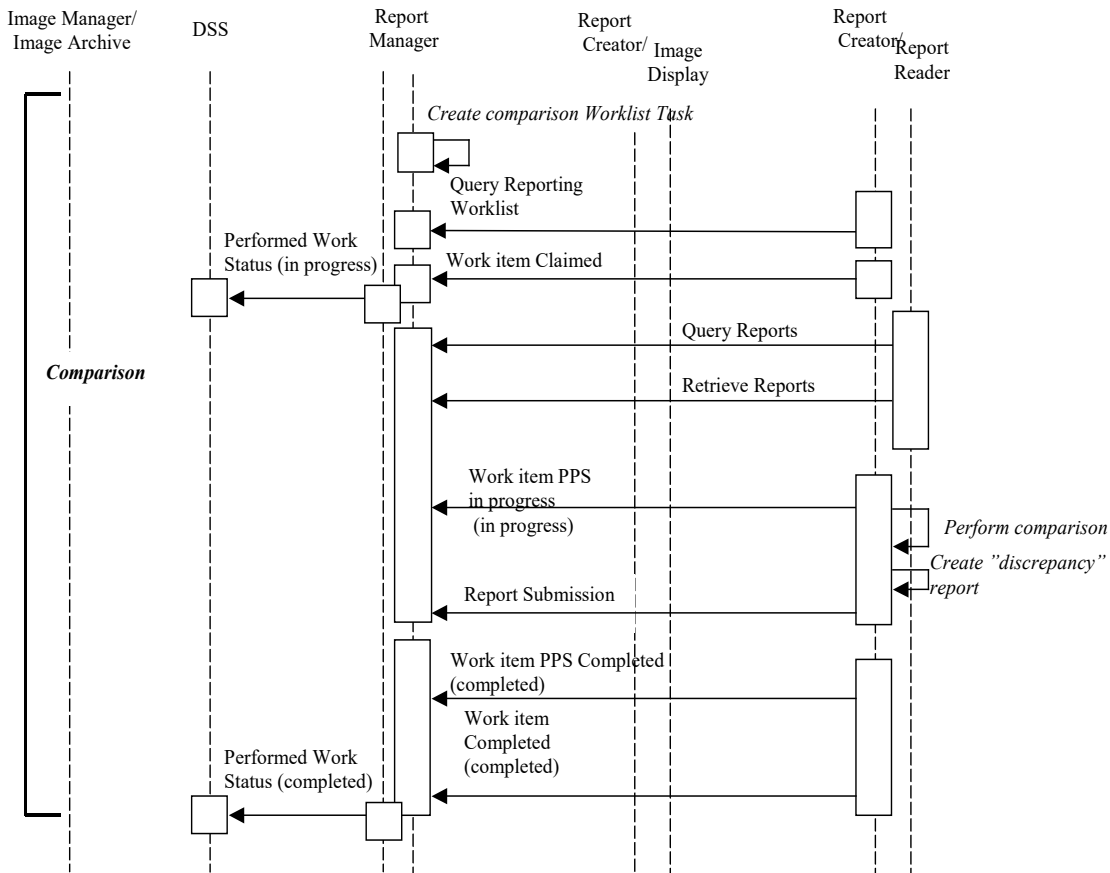 Image Manager/
Image Archive
DSS
Report
Manager
Report
Creator/
Image
Display
Report
Creator/
Report
Reader
Create comparison Worklist Task
Query Reporting
Worklist
Performed Work
Status (in progress)
Work item Claimed
Query Reports
Comparison
Retrieve Reports
Work item PPS
in progress
(in progress)
Perform comparison
Create ”discrepancy”
report
Report Submission
Work item PPS Completed
(completed)
Work item
Completed
(completed)
Performed Work
Status (completed)